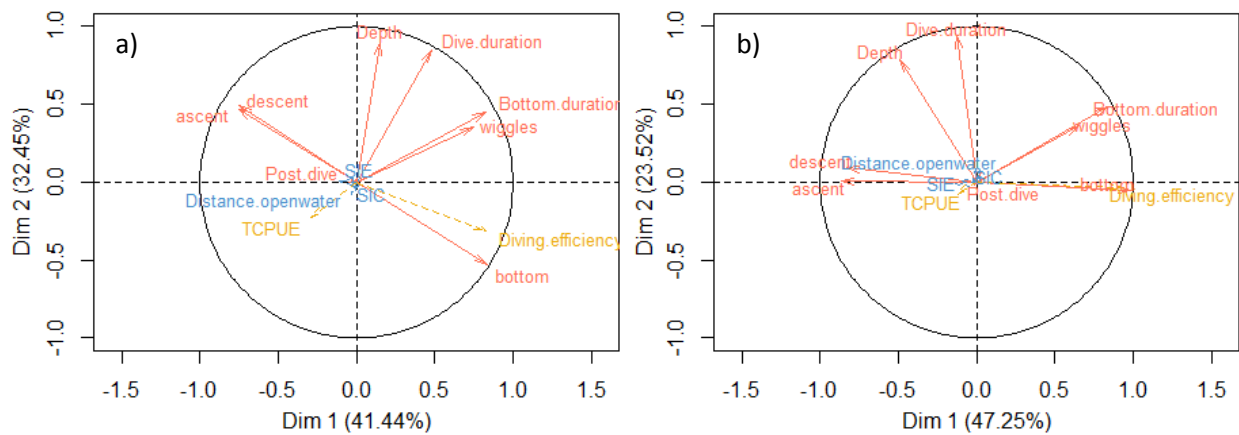 a)
Depth
Dive.duration
descent
ascent
Bottom.duration
wiggles
Post.dive
SIE
Distance.openwater
SIC
TCPUE
Diving.efficiency
bottom
1.0
0.5
0.0
-0.5
-1.0
Dim 2 (32.45%)
-1.5 -1.0 -0.5 0.0 0.5 1.0 1.5
Dim 1 (41.44%)
b)
Dive.duration
Depth
Bottom.duration
wiggles
descent
Distance.openwater
SIC
ascent
SIE
bottom
Post.dive
TCPUE
Diving.efficiency
1.0
0.5
0.0
-0.5
-1.0
Dim 2 (23.52%)
-1.5 -1.0 -0.5 0.0 0.5 1.0 1.5
Dim 1 (47.25%)